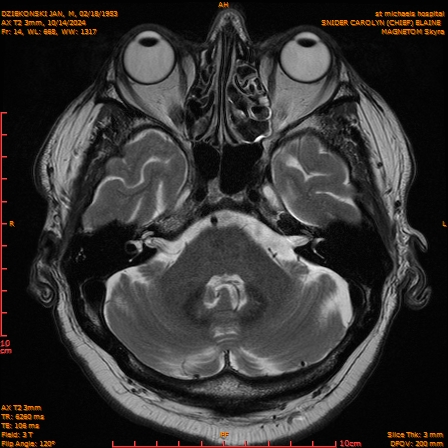 AH
DZIEKONSKI JAN, M, 02/18/1953
AX T2 3mm, 10/14/2024
Fr: 14, WL: 668, WW: 1317
st michaels hospital
SNIDER CAROLYN (CHIEF) ELAINE
MAGNETOM Skyra
R
L
10
cm
AX T2 3mm
TR: 6260 ms
TE: 106 ms
Field: 3 T
Flip Angle: 120°
10cm
Slice Thk: 3 mm
DFOV: 200 mm